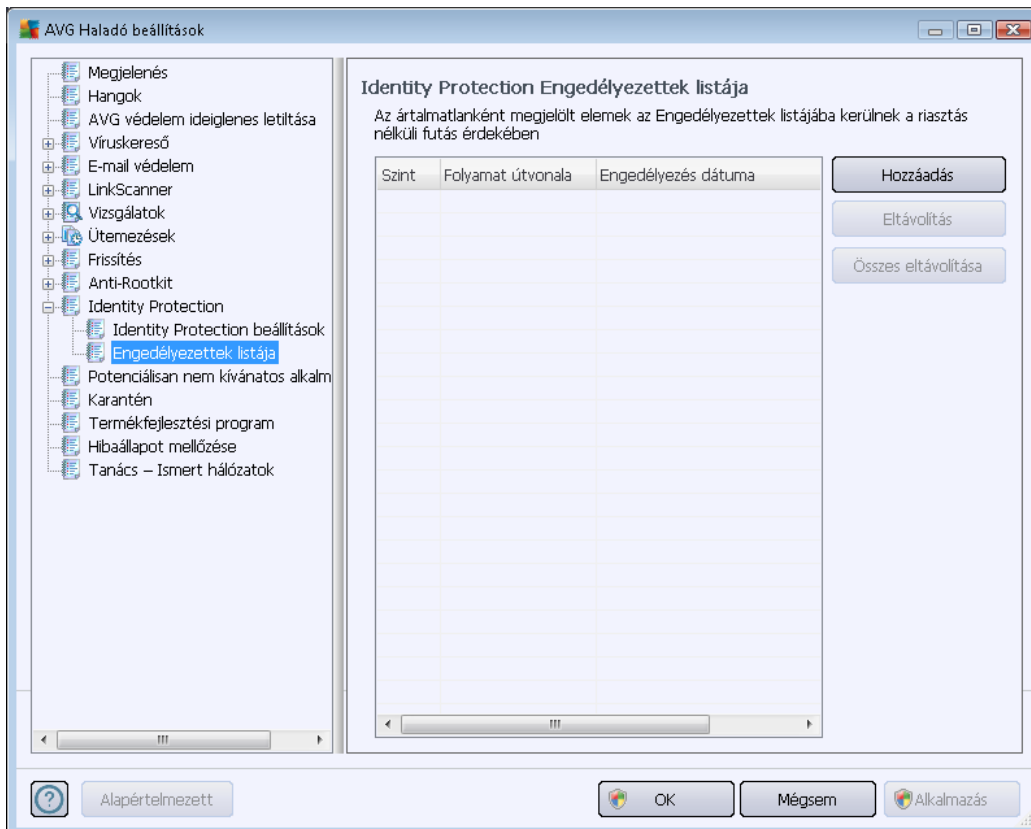 AVG Haladó beállítások
Megjelenés
Hangok
AVG védelem ideiglenes letiltása
Víruskereső
E-mail védelem
LinkScanner
Vizsgálatok
Ütemezések
Frissítés
Anti-Rootkit
Identity Protection
Identity Protection beállítások
Engedélyezettek listája
Potenciálisan nem kívánatos alkalm
Karantén
Termékfejlesztési program
Hibaállapot mellőzése
Tanács – Ismert hálózatok
Identity Protection Engedélyezettek listája
Az ártalmatlanként megjelölt elemek az Engedélyezettek listájába kerülnek a riasztás
nélküli futás érdekében
Szint Folyamat útvonala Engedélyezés dátuma
Hozzáadás
Eltávolítás
Összes eltávolítása
Alapértelmezett
OK
Mégsem
Alkalmazás